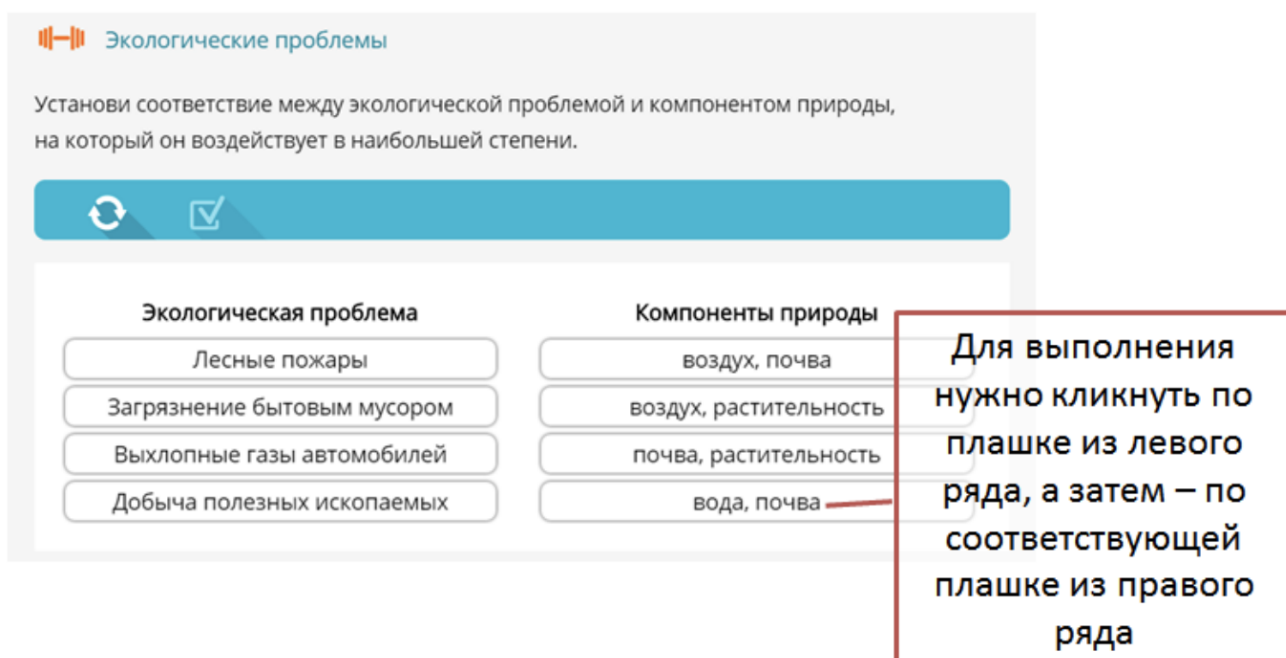 Экологические проблемы
Установи соответствие между экологической проблемой и компонентом природы,
на который он воздействует в наибольшей степени.
Экологическая проблема
Компоненты природы
Лесные пожары
воздух, почва
Загрязнение бытовым мусором
воздух, растительность
Выхлопные газы автомобилей
почва, растительность
Добыча полезных ископаемых
вода, почва
Для выполнения
нужно кликнуть по
плашке из левого
ряда, а затем – по
соответствующей
плашке из правого
ряда